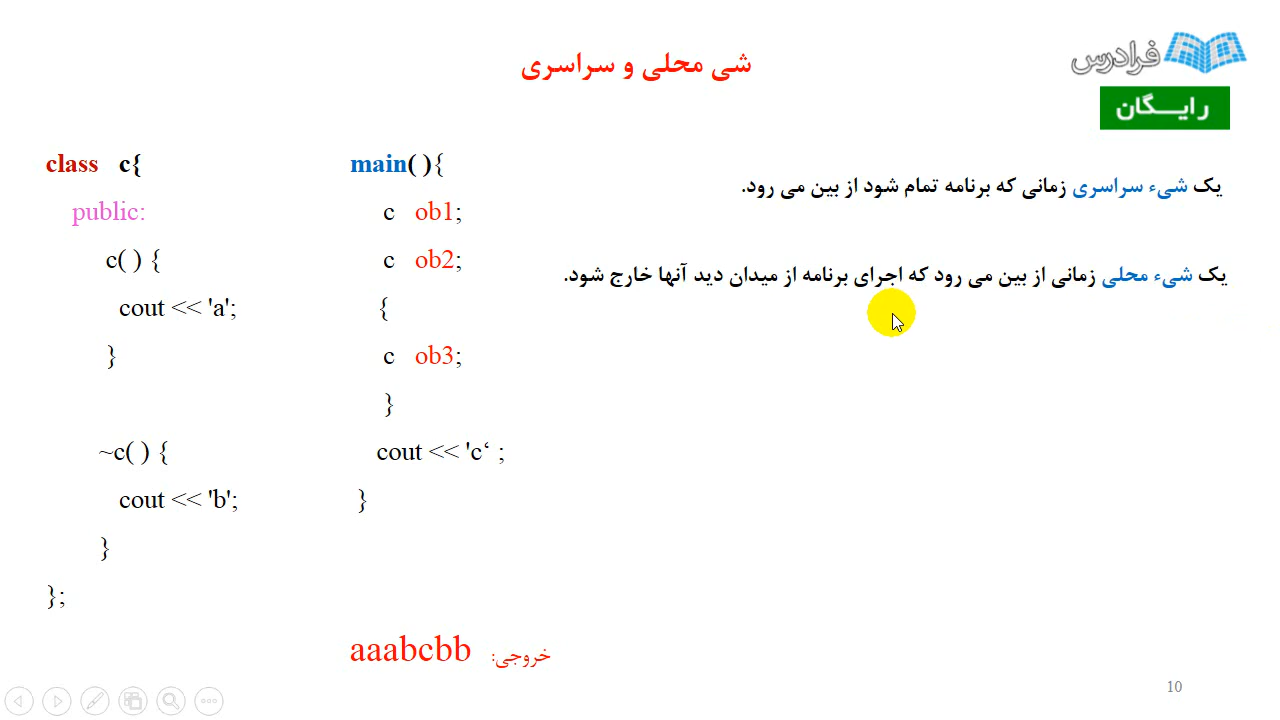 شی محلی و سراسری
فرادرس
رایـــگان
یک شیء سراسری زمانی که برنامه تمام شود از بین می رود.
یک شیء محلی زمانی از بین می رود که اجرای برنامه از میدان دید آنها خارج شود.
class c{
public:
c( ) {
cout << 'a';
}
~c( ) {
cout << 'b';
}
};
main( ){
c ob1;
c ob2;
{
c ob3;
}
cout << 'c‘ ;
}
خروجی: aaabcbb
10